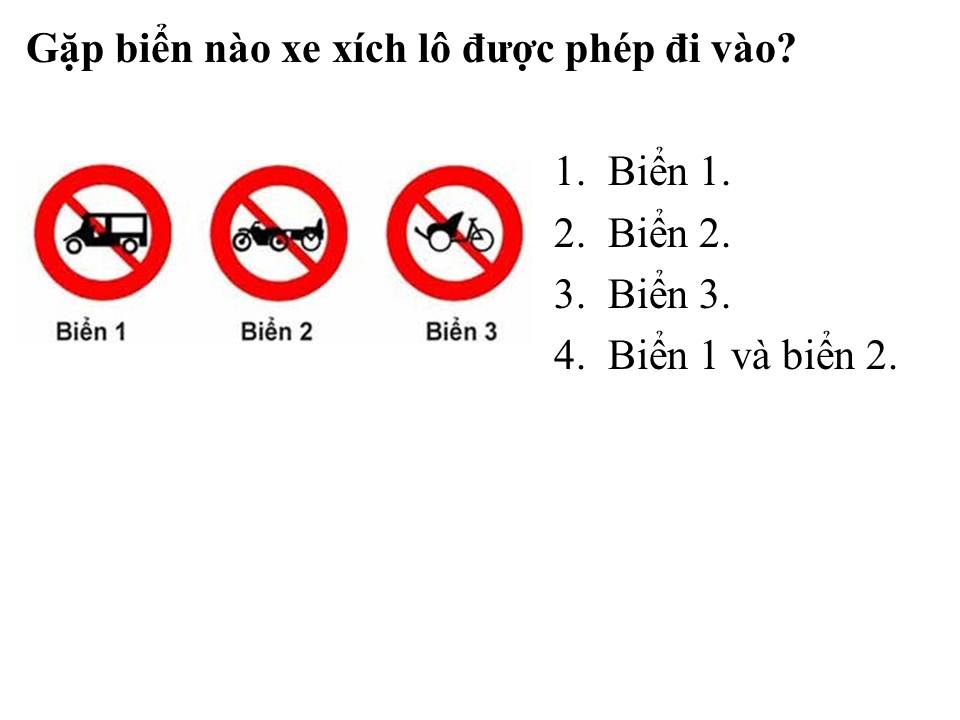 Gặp biển nào xe xích lô được phép đi vào?
1. Biển 1.
2. Biển 2.
3. Biển 3.
4. Biển 1 và biển 2.
Biển 1
Biển 2
Biển 3